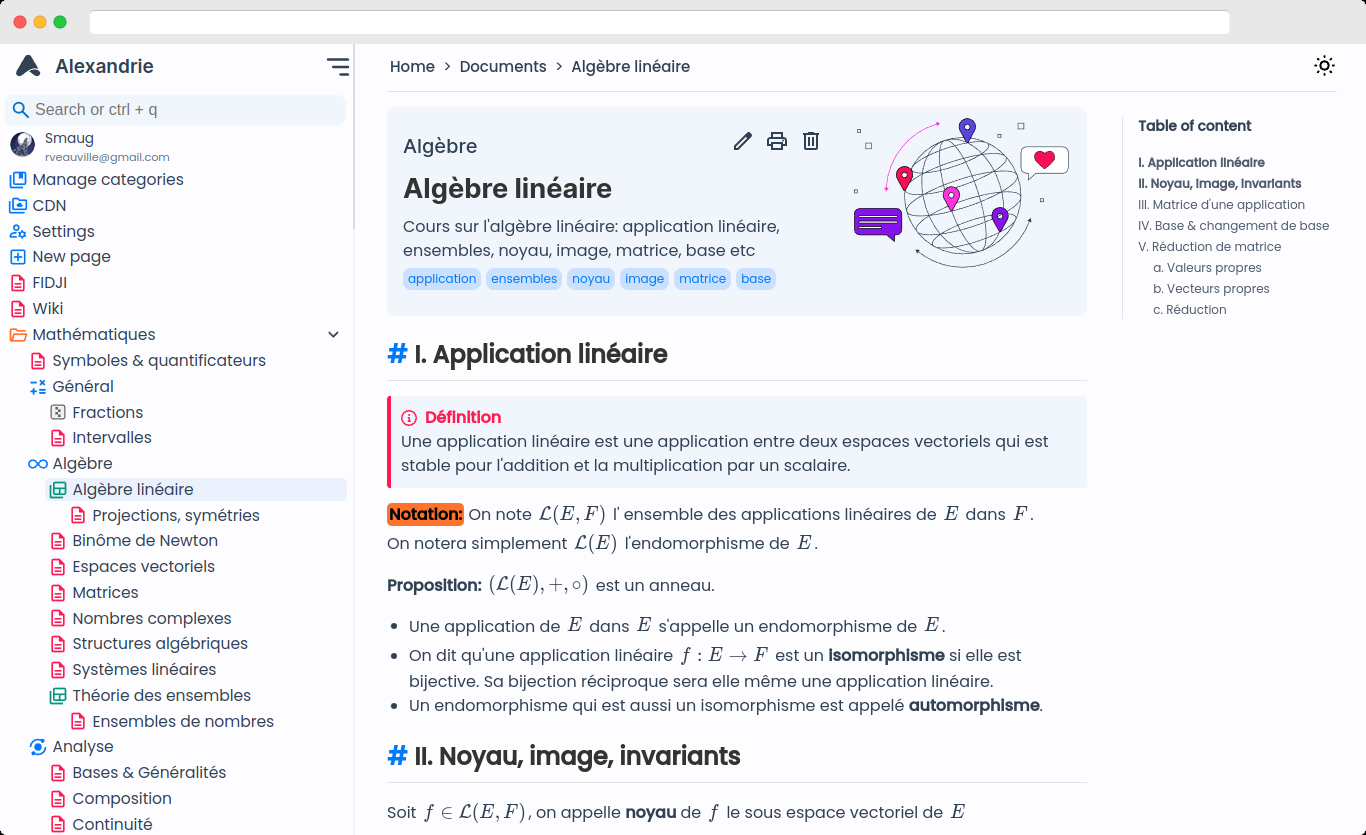 Alexandrie
Search or ctrl + q
Smaug
rveauville@gmail.com
Manage categories
CDN
Settings
New page
FIDJI
Wiki
Mathématiques
Symboles & quantificateurs
Général
Fractions
Intervalles
Algèbre
Algèbre linéaire
Projections, symétries
Binôme de Newton
Espaces vectoriels
Matrices
Nombres complexes
Structures algébriques
Systèmes linéaires
Théorie des ensembles
Ensembles de nombres
Analyse
Bases & Généralités
Composition
Continuité
Home > Documents > Algèbre linéaire
Algèbre
Algèbre linéaire
Cours sur l'algèbre linéaire: application linéaire,
ensembles, noyau, image, matrice, base etc
application ensembles noyau image matrice base
# I. Application linéaire
Définition
Une application linéaire est une application entre deux espaces vectoriels qui est
stable pour l'addition et la multiplication par un scalaire.
Notation: On note ℒ(E, F) l' ensemble des applications linéaires de E dans F.
On notera simplement ℒ(E) l'endomorphisme de E.
Proposition: (ℒ(E), +, ∘) est un anneau.
• Une application de E dans E s'appelle un endomorphisme de E.
• On dit qu'une application linéaire f : E → F est un isomorphisme si elle est
bijective. Sa bijection réciproque sera elle même une application linéaire.
• Un endomorphisme qui est aussi un isomorphisme est appelé automorphisme.
# II. Noyau, image, invariants
Soit f ∈ ℒ(E, F), on appelle noyau de f le sous espace vectoriel de E
Table of content
I. Application linéaire
II. Noyau, Image, Invariants
III. Matrice d'une application
IV. Base & changement de base
V. Réduction de matrice
a. Valeurs propres
b. Vecteurs propres
c. Réduction